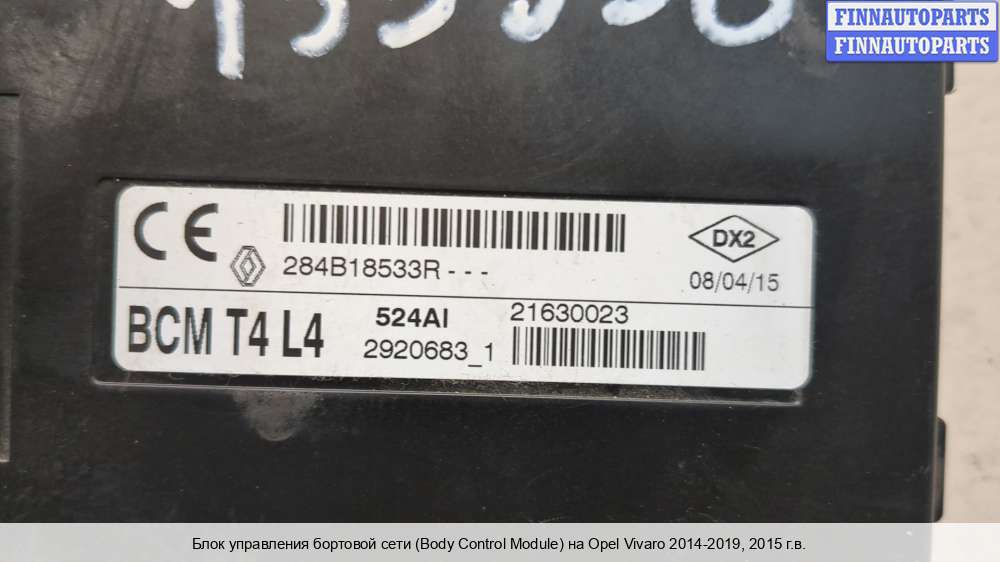 FINNAUTOPARTS
FINNAUTOPARTS
CE
284B18533R - - -
DX2
08/04/15
BCM T4 L4
524AI
21630023
2920683_1
Блок управления бортовой сети (Body Control Module) на Opel Vivaro 2014-2019, 2015 г.в.